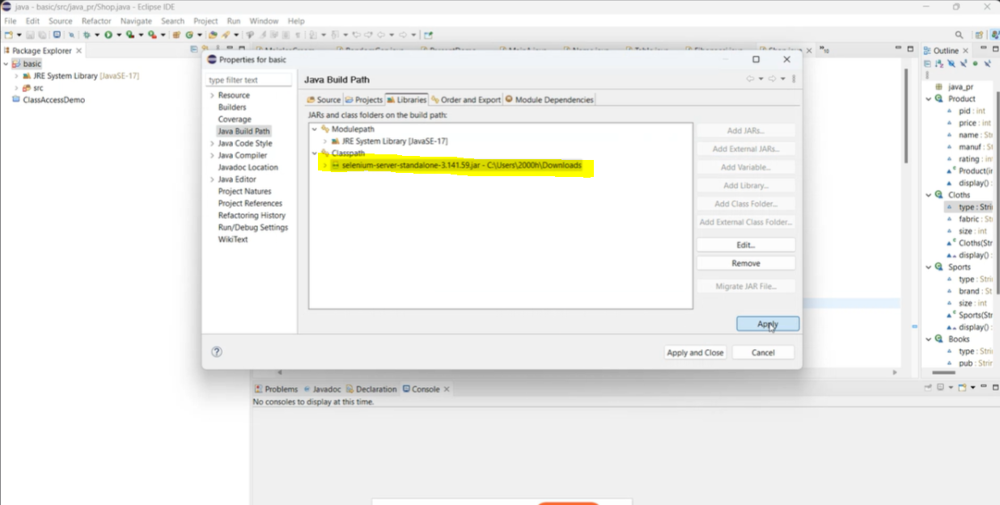 java - basic/src/java_pr/Shop.java - Eclipse IDE
File Edit Source Refactor Navigate Search Project Run Window Help
Package Explorer
basic
JRE System Library [JavaSE-17]
src
ClassAccessDemo
Properties for basic
type filter text
Resource
Builders
Coverage
Java Build Path
Java Code Style
Java Compiler
Javadoc Location
Java Editor
Project Natures
Project References
Refactoring History
Run/Debug Settings
WikiText
Java Build Path
Source Projects Libraries Order and Export Module Dependencies
JARs and class folders on the build path:
Modulepath
JRE System Library [JavaSE-17]
Classpath
selenium-server-standalone-3.141.59.jar - C:\Users\2000h\Downloads
Add JARs...
Add External JARs...
Add Variable...
Add Library...
Add Class Folder...
Add External Class Folder...
Edit...
Remove
Migrate JAR File...
Apply
Apply and Close Cancel
Outline
java_pr
Product
pid : int
price : int
name : Stri
manuf : St
rating : int
Product(in
display() :
Cloths
type : Strin
fabric : St
size : int
Cloths(Str
display() :
Sports
type : Strin
brand : St
size : int
Sports(Str
display() :
Books
type : Strin
pub : Strin
Problems Javadoc Declaration Console
No consoles to display at this time.